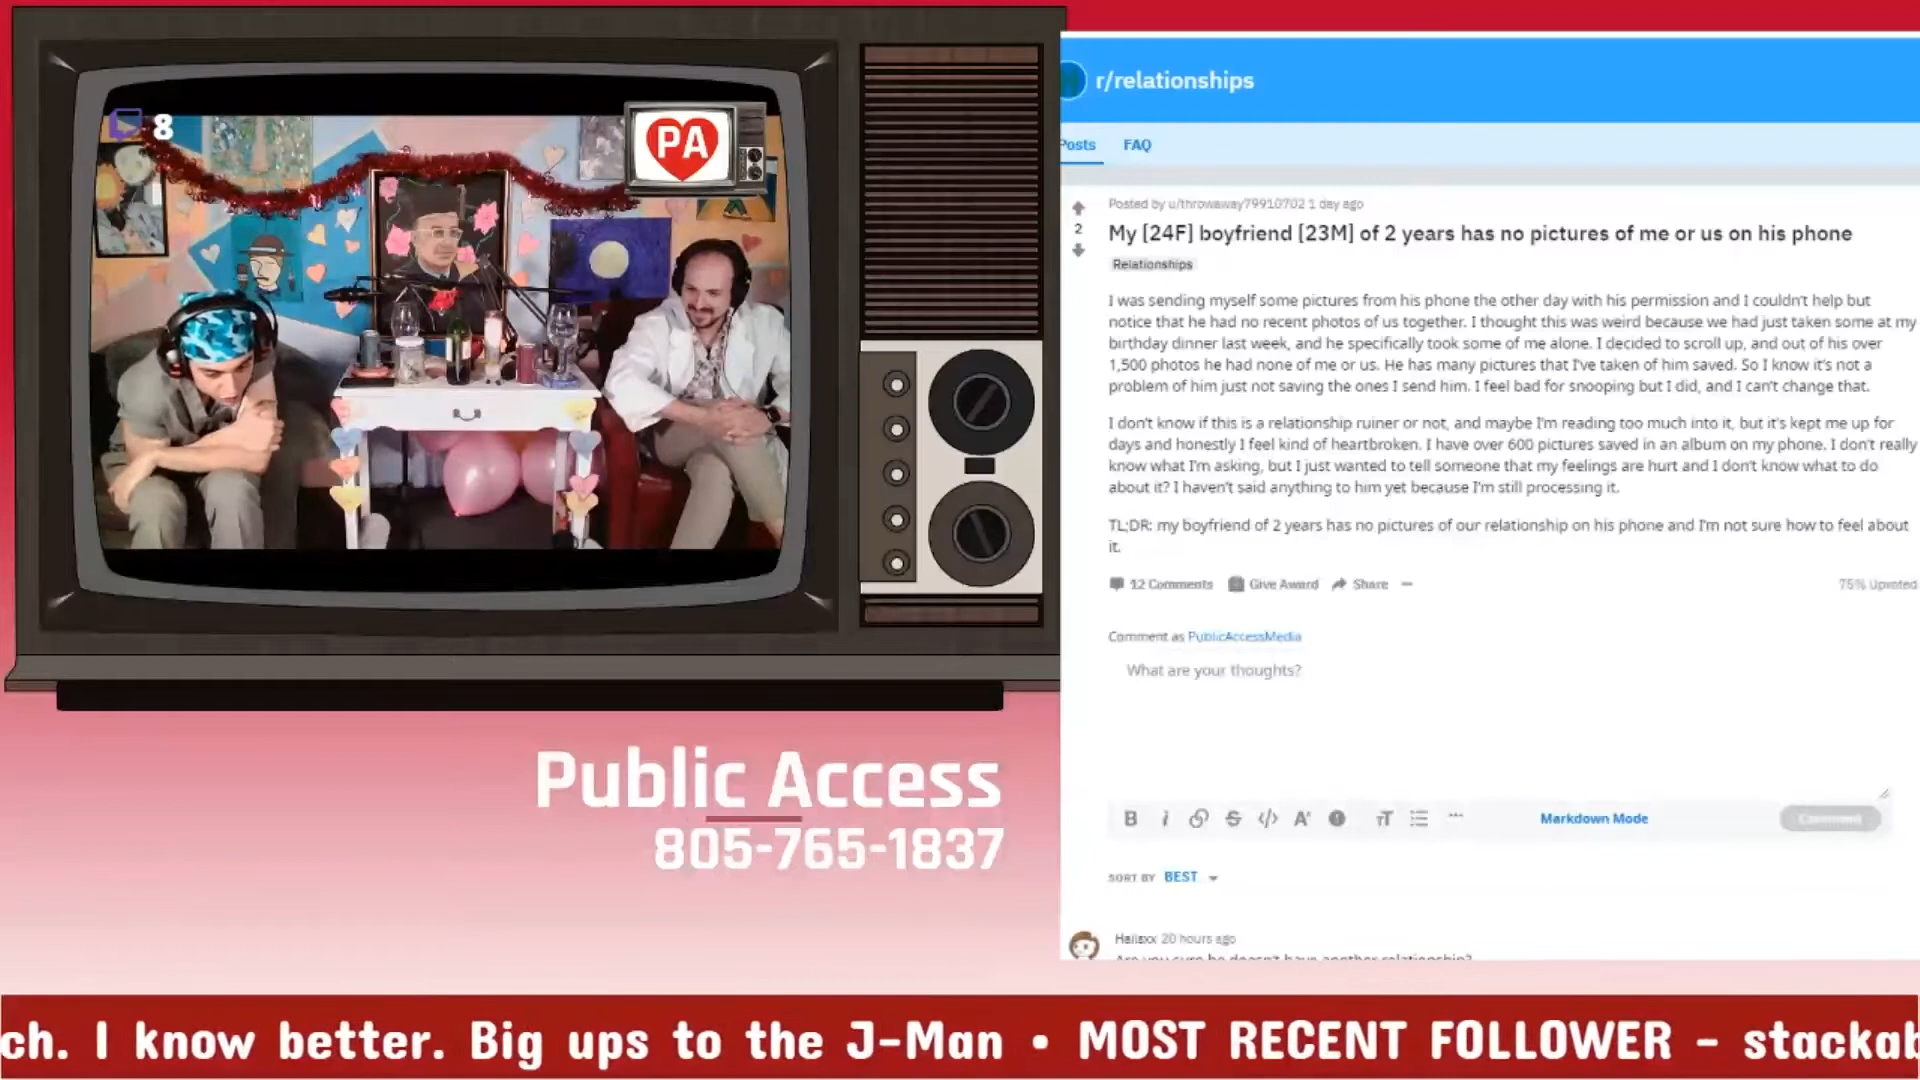 8
PA
Public Access
805-765-1837
r/relationships
Posts FAQ
Posted by u/throwaway79910702 1 day ago
2
My [24F] boyfriend [23M] of 2 years has no pictures of me or us on his phone
Relationships
I was sending myself some pictures from his phone the other day with his permission and I couldn't help but
notice that he had no recent photos of us together. I thought this was weird because we had just taken some at my
birthday dinner last week, and he specifically took some of me alone. I decided to scroll up, and out of his over
1,500 photos he had none of me or us. He has many pictures that I've taken of him saved. So I know it's not a
problem of him just not saving the ones I send him. I feel bad for snooping but I did, and I can't change that.
I don't know if this is a relationship ruiner or not, and maybe I'm reading too much into it, but it's kept me up for
days and honestly I feel kind of heartbroken. I have over 600 pictures saved in an album on my phone. I don't really
know what I'm asking, but I just wanted to tell someone that my feelings are hurt and I don't know what to do
about it? I haven't said anything to him yet because I'm still processing it.
TL;DR: my boyfriend of 2 years has no pictures of our relationship on his phone and I'm not sure how to feel about
it.
12 Comments Give Award Share
75% Upvoted
Comment as PublicAccessMedia
What are your thoughts?
Markdown Mode
Comment
SORT BY BEST
Hailsxx 20 hours ago
Are you sure he doesn't have another relationship?
ch. I know better. Big ups to the J-Man • MOST RECENT FOLLOWER - stackab